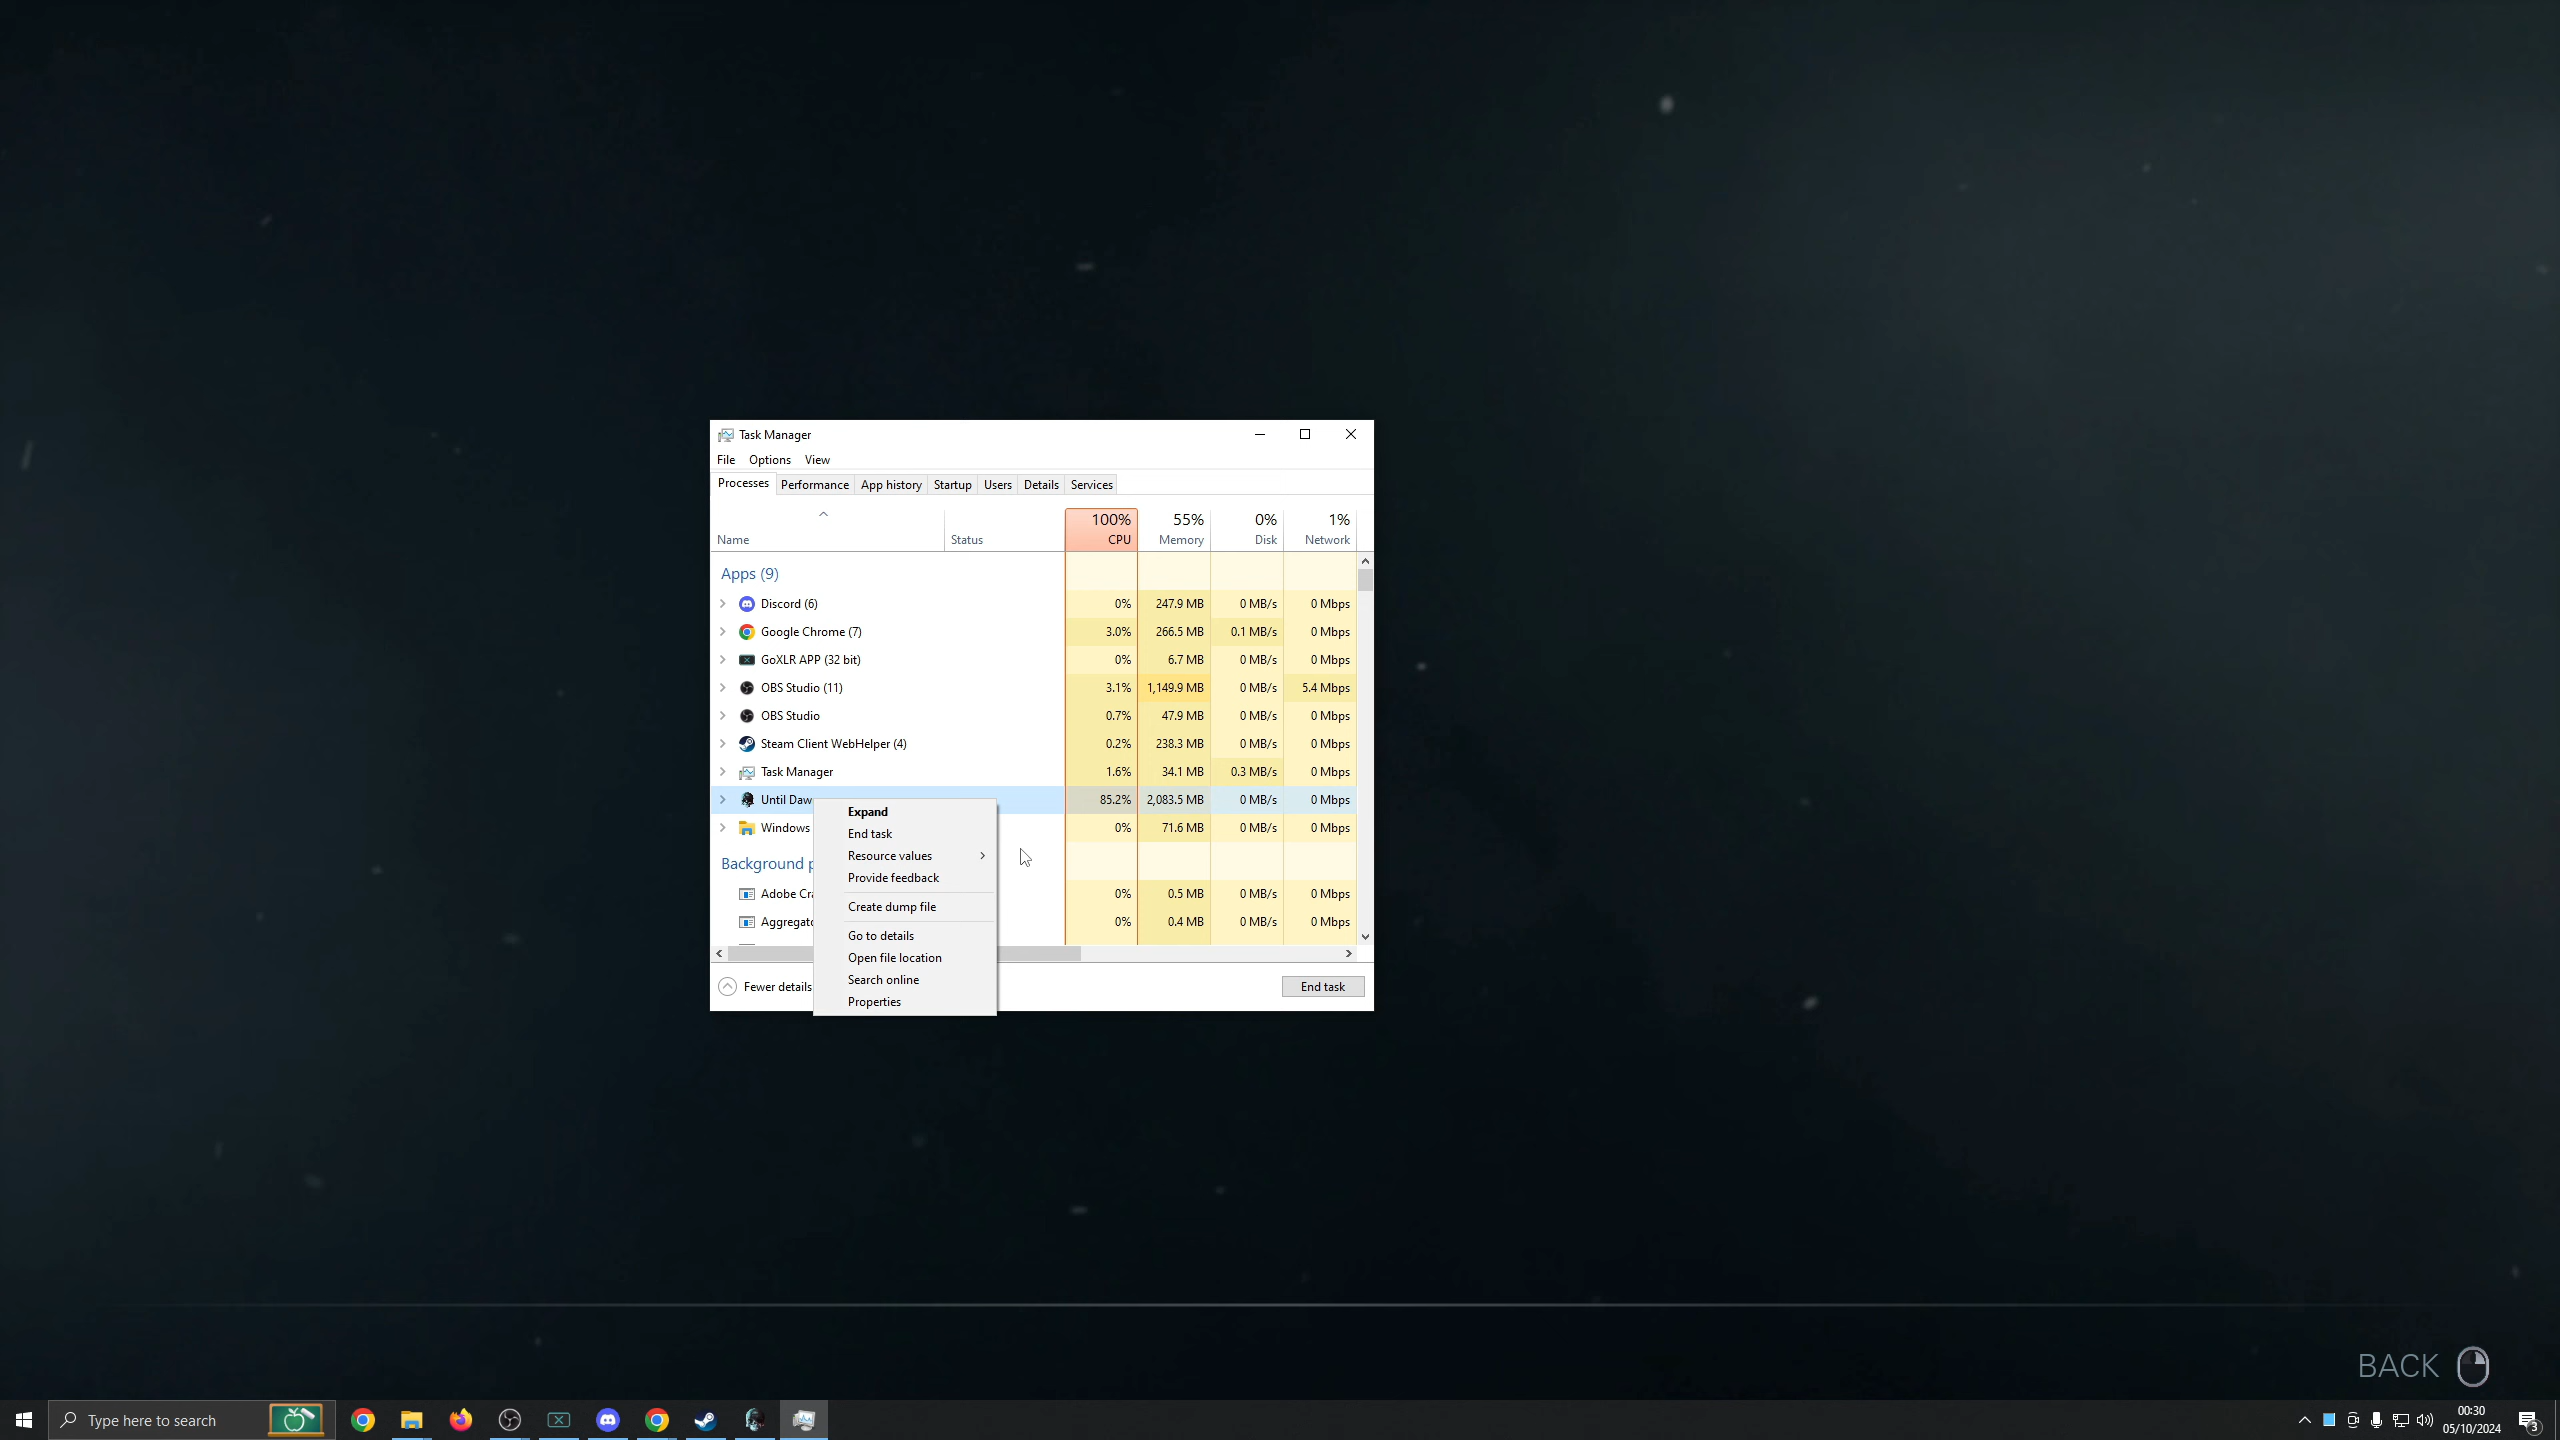 Task Manager
File Options View
Processes Performance App history Startup Users Details Services
100% 55% 0% 1%
Name Status CPU Memory Disk Network
Apps (9)
Discord (6) 0% 247.9 MB 0 MB/s 0 Mbps
Google Chrome (7) 3.0% 266.5 MB 0.1 MB/s 0 Mbps
GoXLR APP (32 bit) 0% 6.7 MB 0 MB/s 0 Mbps
OBS Studio (11) 3.1% 1,149.9 MB 0 MB/s 5.4 Mbps
OBS Studio 0.7% 47.9 MB 0 MB/s 0 Mbps
Steam Client WebHelper (4) 0.2% 238.3 MB 0 MB/s 0 Mbps
Task Manager 1.6% 34.1 MB 0.3 MB/s 0 Mbps
Until Daw 85.2% 2,083.5 MB 0 MB/s 0 Mbps
Windows 0% 71.6 MB 0 MB/s 0 Mbps
Background p
Adobe Cra 0% 0.5 MB 0 MB/s 0 Mbps
Aggregato 0% 0.4 MB 0 MB/s 0 Mbps
Expand
End task
Resource values
Provide feedback
Create dump file
Go to details
Open file location
Search online
Properties
Fewer details End task
BACK
Type here to search
00:30
05/10/2024
3